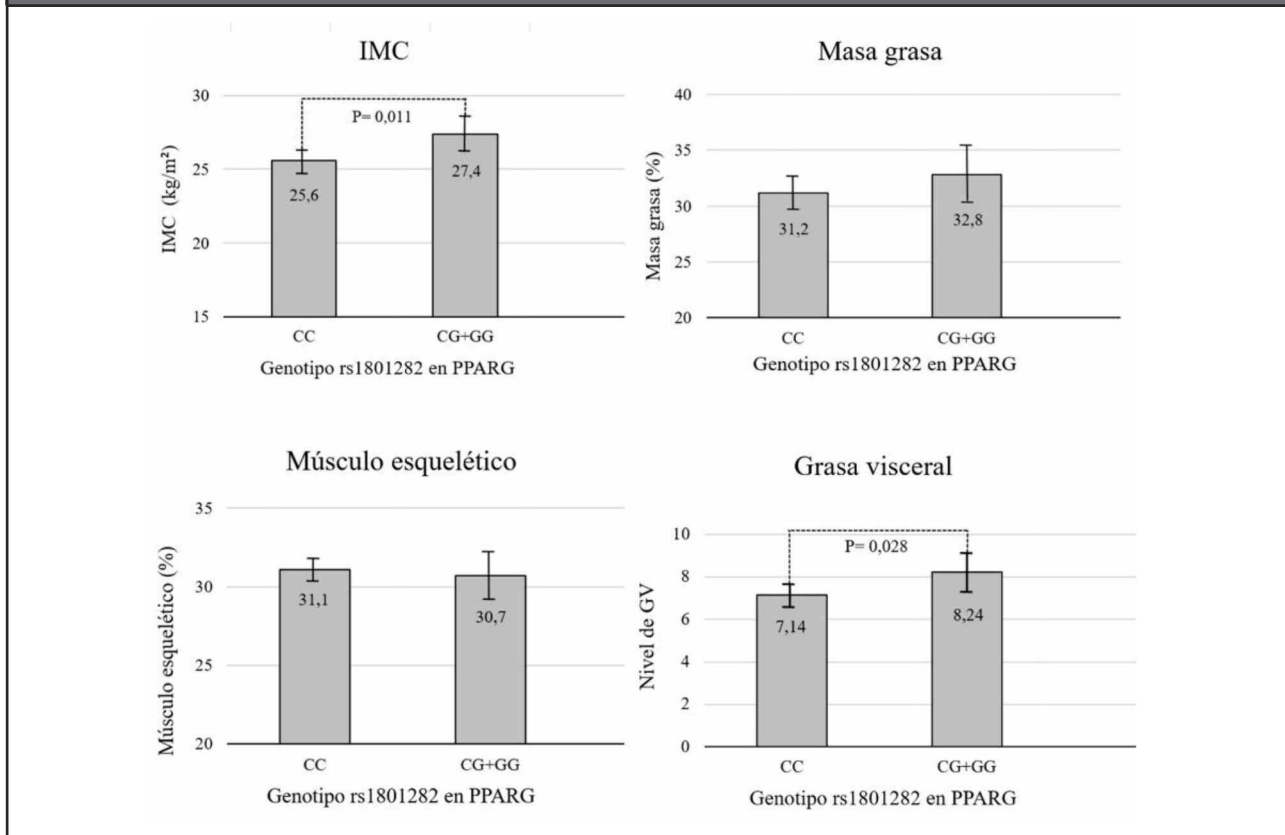 IMC
30
25
20
15
IMC (kg/m²)
P= 0,011
25,6
27,4
CC
CG+GG
Genotipo rs1801282 en PPARG
Masa grasa
40
35
30
25
20
Masa grasa (%)
31,2
32,8
CC
CG+GG
Genotipo rs1801282 en PPARG
Músculo esquelético
35
30
25
20
Músculo esquelético (%)
31,1
30,7
CC
CG+GG
Genotipo rs1801282 en PPARG
Grasa visceral
10
8
6
4
2
0
Nivel de GV
P= 0,028
7,14
8,24
CC
CG+GG
Genotipo rs1801282 en PPARG